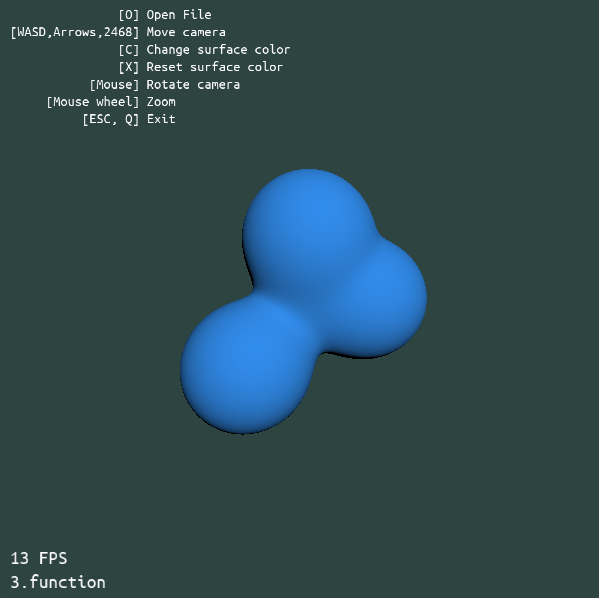 [O] Open File
[WASD,Arrows,2468] Move camera
[C] Change surface color
[X] Reset surface color
[Mouse] Rotate camera
[Mouse wheel] Zoom
[ESC, Q] Exit
13 FPS
3.function